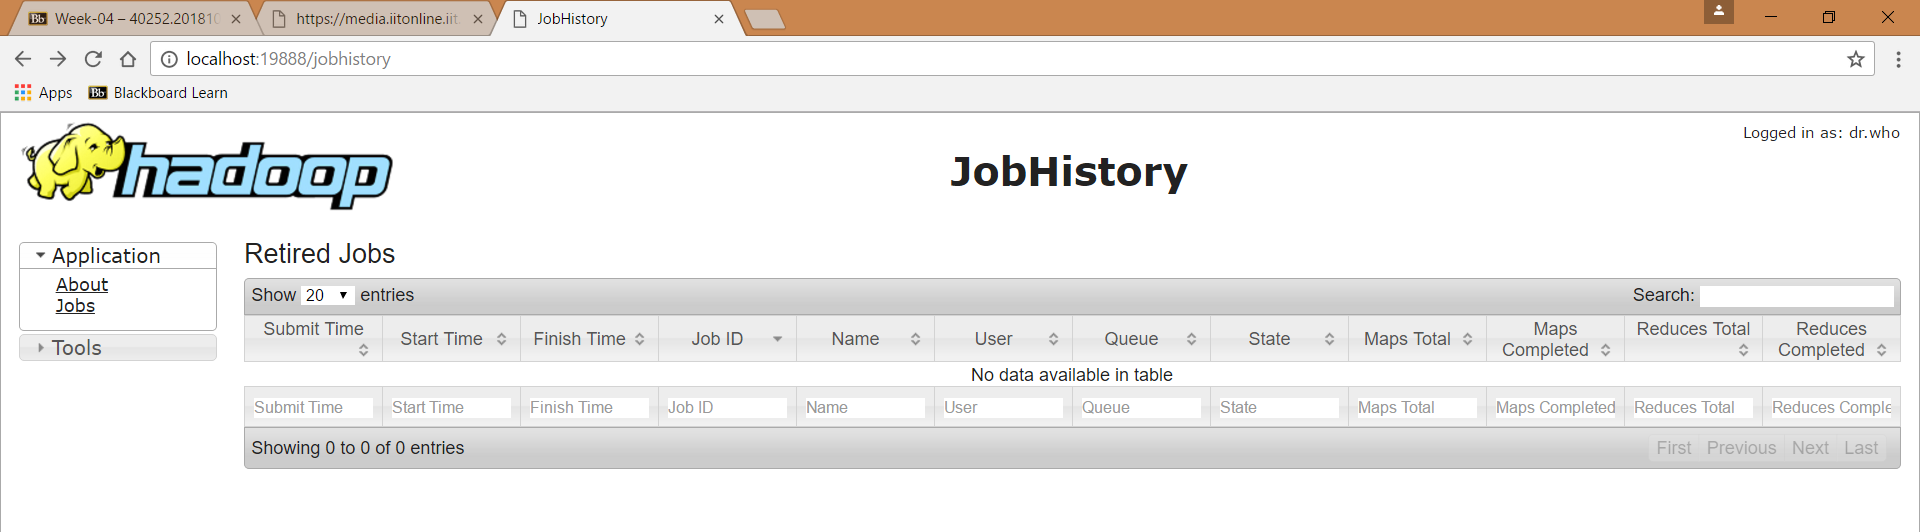 Week-04 – 40252.201810
https://media.iitonline.iit.
JobHistory
localhost:19888/jobhistory
Apps
Bb
Blackboard Learn
Logged in as: dr.who
hadoop
JobHistory
Application
About
Jobs
Tools
Retired Jobs
Show 20 entries
Search:
Submit Time Start Time Finish Time Job ID Name User Queue State Maps Total Maps Completed Reduces Total Reduces Completed
No data available in table
Submit Time Start Time Finish Time Job ID Name User Queue State Maps Total Maps Completed Reduces Total Reduces Comple
Showing 0 to 0 of 0 entries
First Previous Next Last